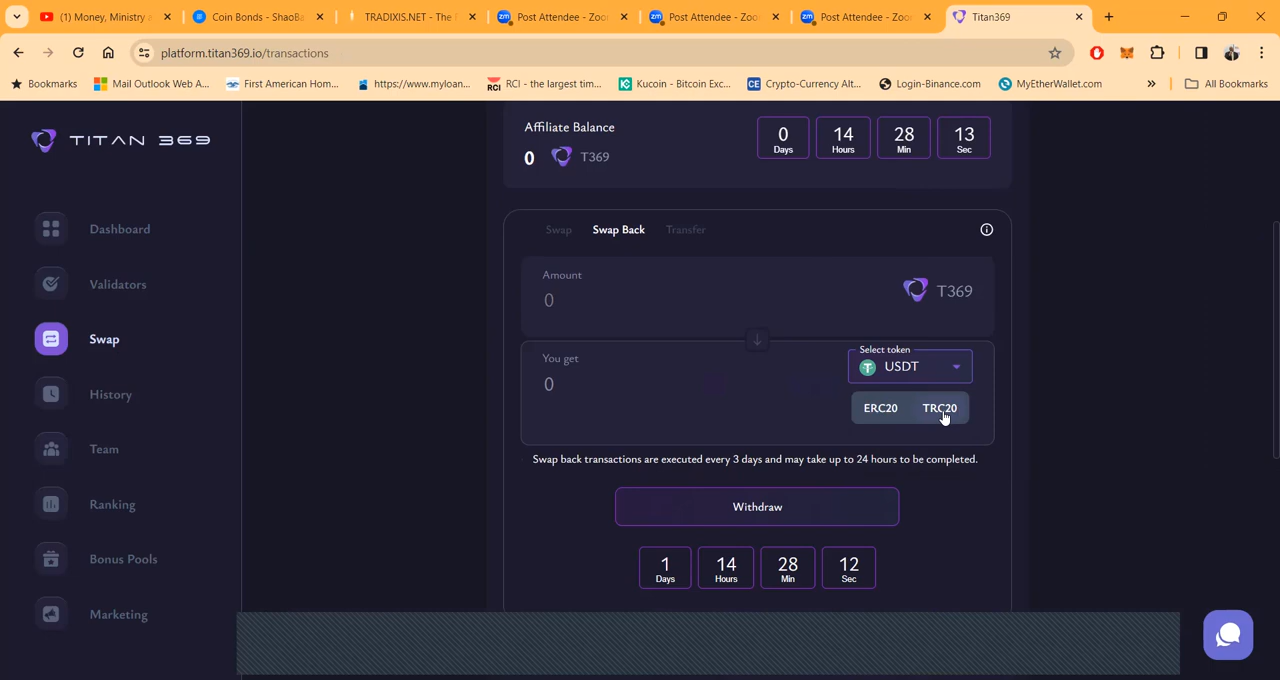 (1) Money, Ministry a
Coin Bonds - ShaoBa
TRADIXIS.NET - The F
Post Attendee - Zoo
Post Attendee - Zoo
Post Attendee - Zoo
Titan369
platform.titan369.io/transactions
Bookmarks
Mail Outlook Web A...
First American Hom...
https://www.myloan...
RCI - the largest tim...
Kucoin - Bitcoin Exc...
Crypto-Currency Alt...
Login-Binance.com
MyEtherWallet.com
All Bookmarks
TITAN 369
Dashboard
Validators
Swap
History
Team
Ranking
Bonus Pools
Marketing
Affiliate Balance
0 T369
0 14 28 13
Days Hours Min Sec
Swap Swap Back Transfer
Amount
0
T369
You get
0
Select token
USDT
ERC20 TRC20
Swap back transactions are executed every 3 days and may take up to 24 hours to be completed.
Withdraw
1 14 28 12
Days Hours Min Sec